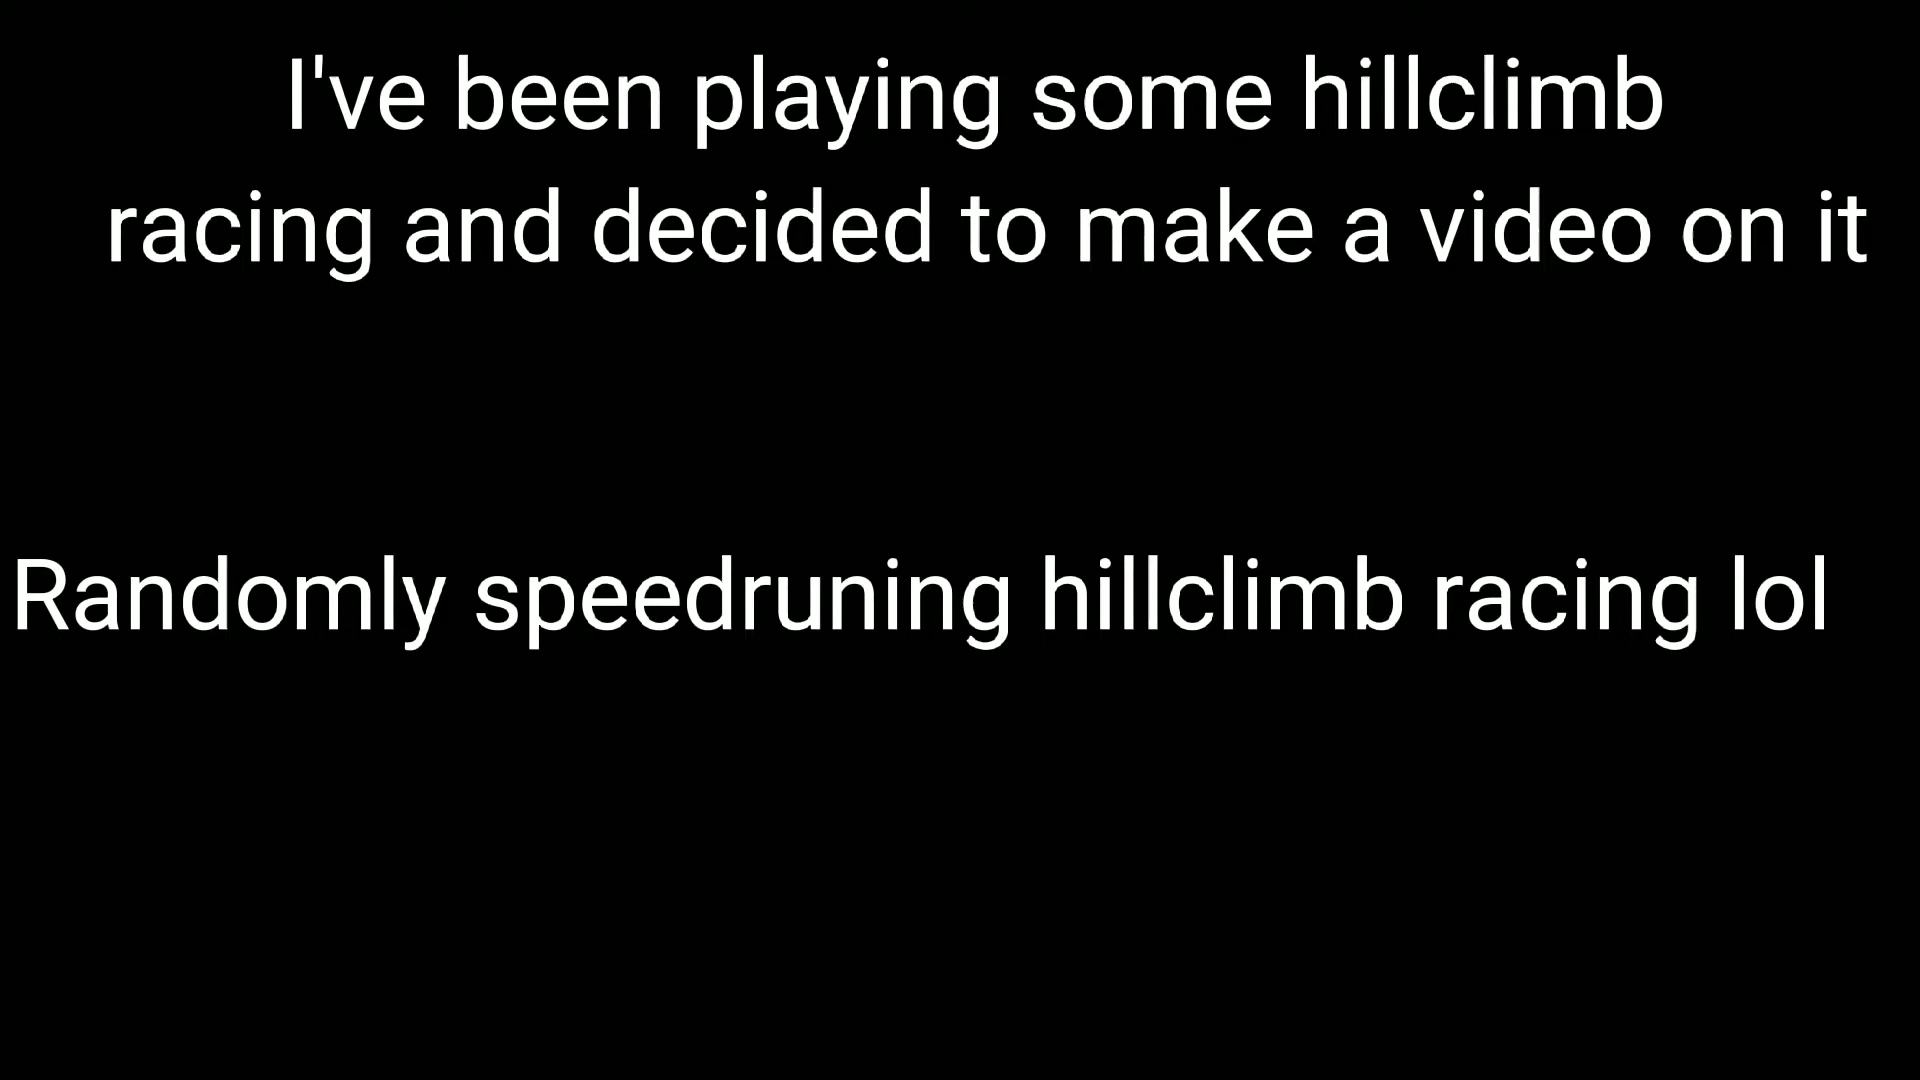 I've been playing some hillclimb
racing and decided to make a video on it
Randomly speedruning hillclimb racing lol